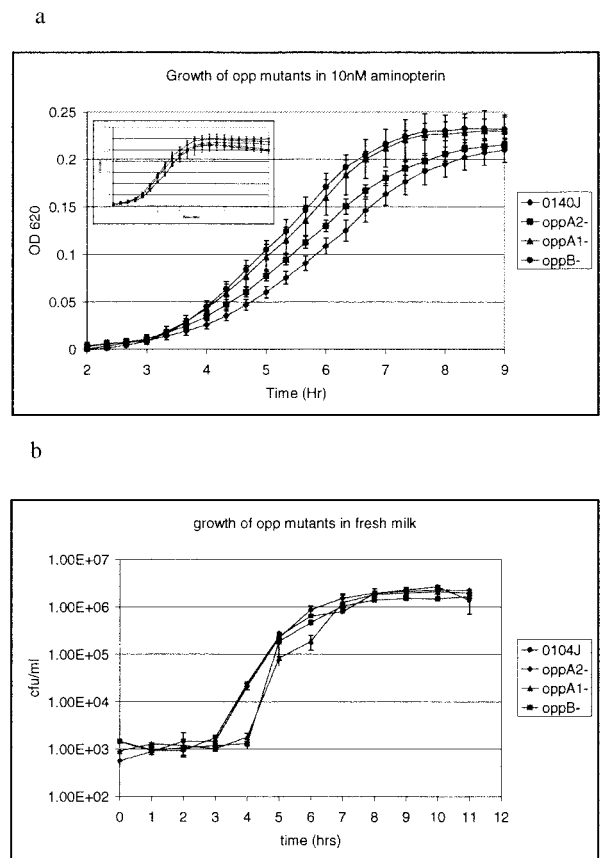 a
Growth of opp mutants in 10nM aminopterin
0.25
0.2
0.15
0.1
0.05
0
OD 620
2 3 4 5 6 7 8 9
Time (Hr)
0140J
oppA2-
oppA1-
oppB-
b
growth of opp mutants in fresh milk
1.00E+07
1.00E+06
1.00E+05
1.00E+04
1.00E+03
1.00E+02
cfu/ml
0 1 2 3 4 5 6 7 8 9 10 11 12
time (hrs)
0104J
oppA2-
oppA1-
oppB-